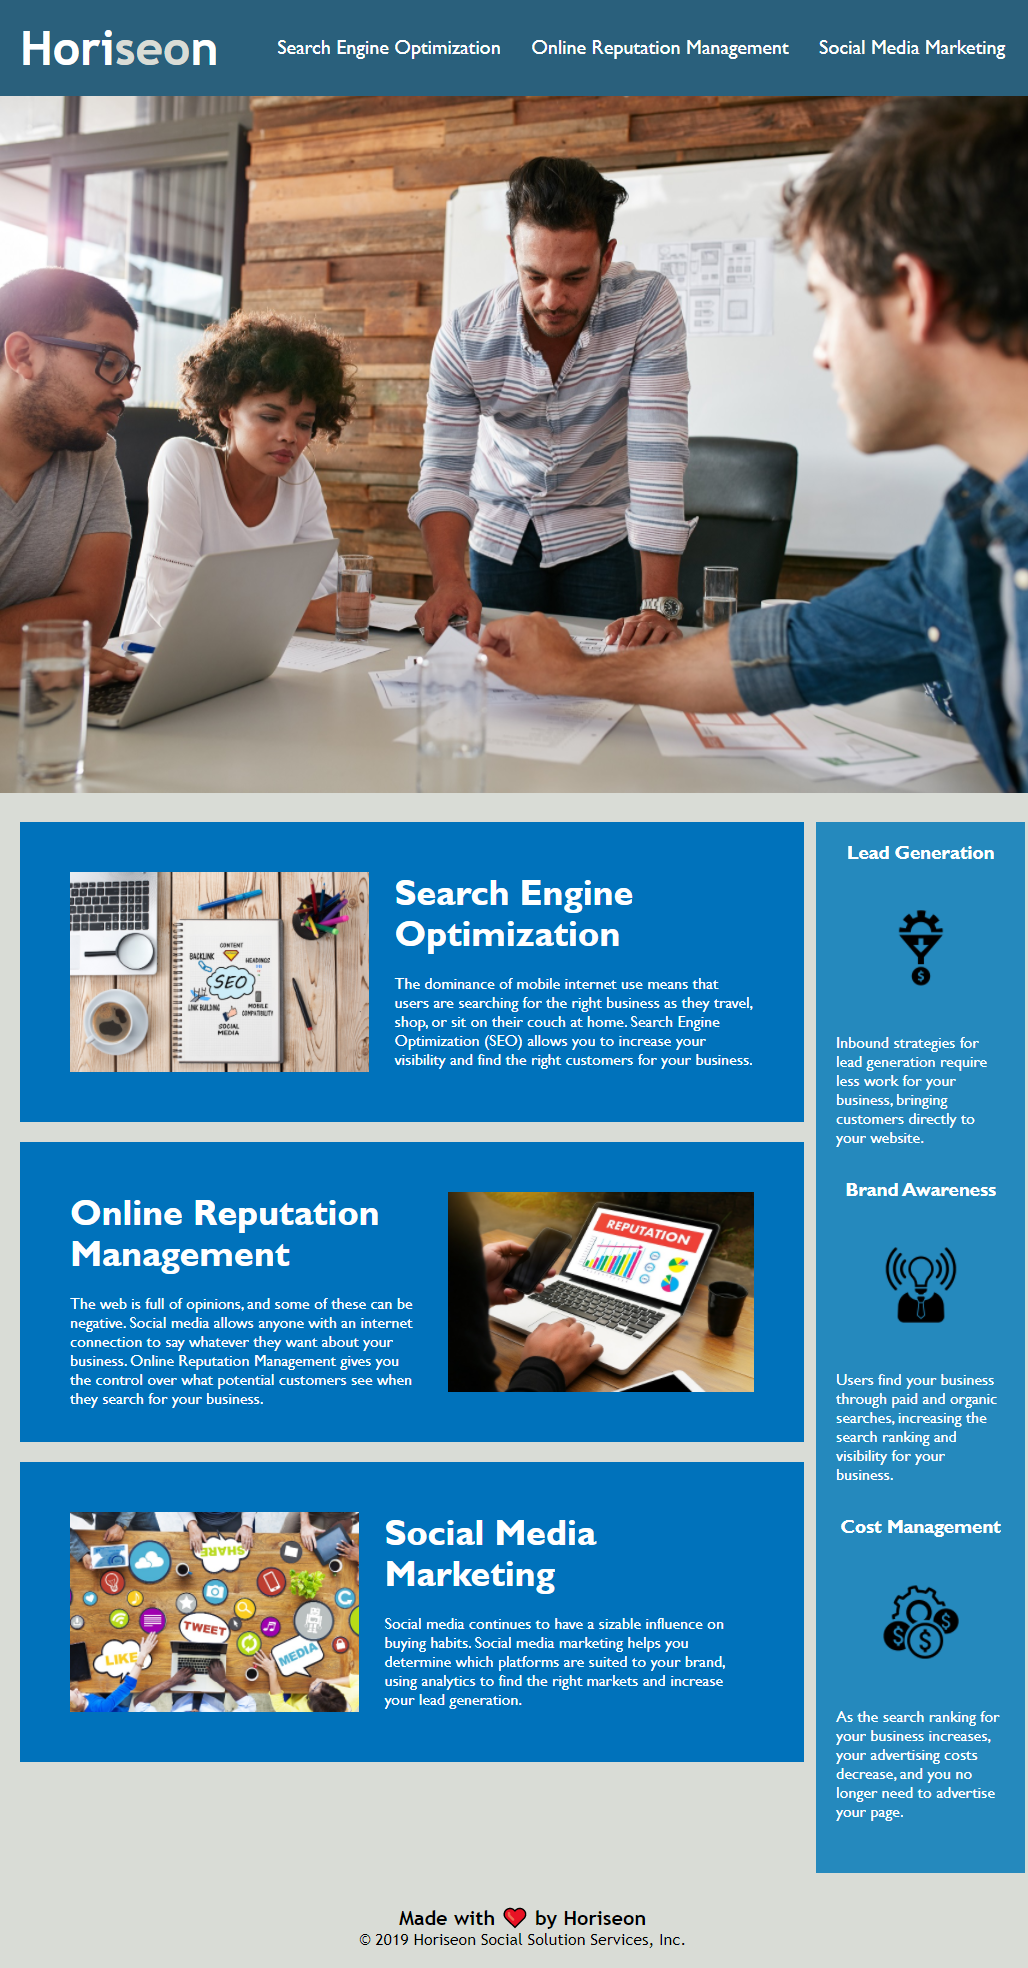 Horiseon
Search Engine Optimization
Online Reputation Management
Social Media Marketing
Search Engine
Optimization
The dominance of mobile internet use means that
users are searching for the right business as they travel,
shop, or sit on their couch at home. Search Engine
Optimization (SEO) allows you to increase your
visibility and find the right customers for your business.
CONTENT
BACKLINK
HEADINGS
SEO
LINK BUILDING
MOBILE
COMPATIBILITY
SOCIAL
MEDIA
Online Reputation
Management
The web is full of opinions, and some of these can be
negative. Social media allows anyone with an internet
connection to say whatever they want about your
business. Online Reputation Management gives you
the control over what potential customers see when
they search for your business.
REPUTATION
Social Media
Marketing
Social media continues to have a sizable influence on
buying habits. Social media marketing helps you
determine which platforms are suited to your brand,
using analytics to find the right markets and increase
your lead generation.
SHARE
TWEET
LIKE
MEDIA
Lead Generation
Inbound strategies for
lead generation require
less work for your
business, bringing
customers directly to
your website.
Brand Awareness
Users find your business
through paid and organic
searches, increasing the
search ranking and
visibility for your
business.
Cost Management
As the search ranking for
your business increases,
your advertising costs
decrease, and you no
longer need to advertise
your page.
Made with ❤️ by Horiseon
© 2019 Horiseon Social Solution Services, Inc.